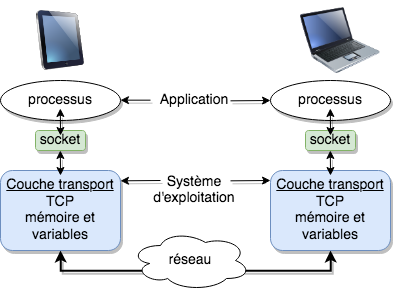 processus
Application
processus
socket
socket
Couche transport
TCP
mémoire et
variables
Système
d'exploitation
Couche transport
TCP
mémoire et
variables
réseau